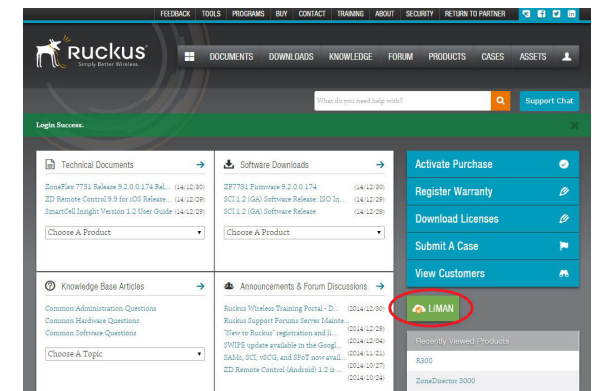 FEEDBACK TOOLS PROGRAMS BUY CONTACT TRAINING ABOUT SECURITY RETURN TO PARTNER
RUCKUS
Simply Better Wireless.
DOCUMENTS DOWNLOADS KNOWLEDGE FORUM PRODUCTS CASES ASSETS
What do you need help with?
Support Chat
Login Success.
Technical Documents
ZoneFlex 7731 Release 9.2.0.0.174 Rel... (14/12/30)
ZD Remote Control 9.9 for iOS Release... (14/12/29)
SmartCell Insight Version 1.2 User Guide (14/12/29)
Choose A Product
Software Downloads
ZF7731 Firmware 9.2.0.0.174 (14/12/30)
SCI 1.2 (GA) Software Release: ISO In... (14/12/29)
SCI 1.2 (GA) Software Release (14/12/29)
Choose A Product
Knowledge Base Articles
Common Administration Questions
Common Hardware Questions
Common Software Questions
Choose A Topic
Announcements & Forum Discussions
Ruckus Wireless Training Portal - D... (2014/12/30)
Ruckus Support Forums Server Mainte...
(2014/12/29)
"New to Ruckus" registration and li...
(2014/12/04)
SWIPE update available in the Googl...
(2014/11/21)
SAMs, SCI, vSCG, and SPoT now avail...
(2014/10/27)
ZD Remote Control (Android) 1.2 is ...
(2014/10/24)
Activate Purchase
Register Warranty
Download Licenses
Submit A Case
View Customers
LIMAN
Recently Viewed Products
R300
ZoneDirector 3000